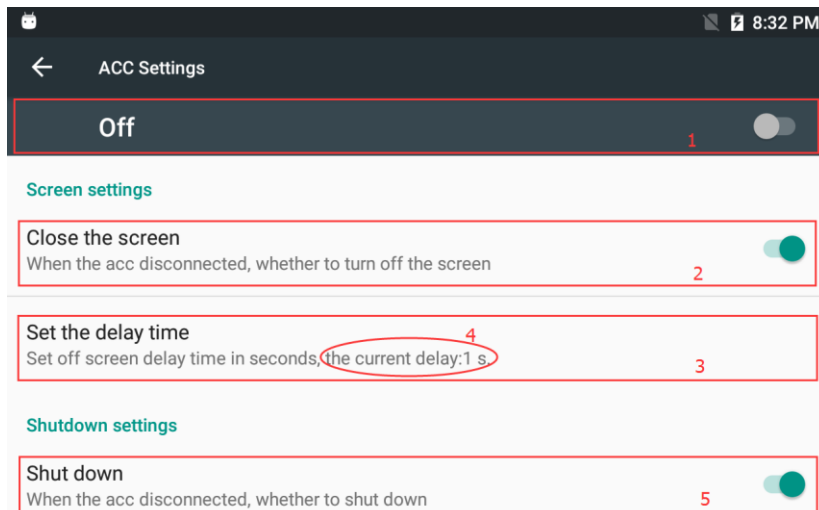 8:32 PM
ACC Settings
Off
1
Screen settings
Close the screen
When the acc disconnected, whether to turn off the screen
2
Set the delay time
4
Set off screen delay time in seconds, the current delay:1 s.
3
Shutdown settings
Shut down
When the acc disconnected, whether to shut down
5